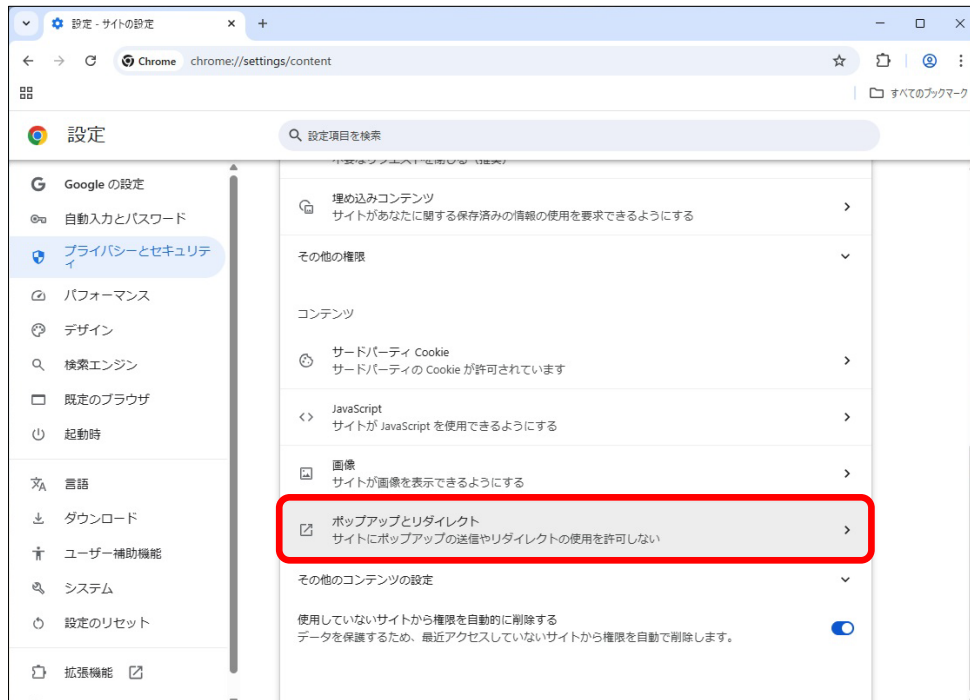 設定 - サイトの設定
Chrome chrome://settings/content
すべてのブックマーク
設定
設定項目を検索
G Google の設定
自動入力とパスワード
プライバシーとセキュリテ
ィ
パフォーマンス
デザイン
検索エンジン
既定のブラウザ
起動時
言語
ダウンロード
ユーザー補助機能
システム
設定のリセット
拡張機能
不要なリクエストを閉じる（推奨）
埋め込みコンテンツ
サイトがあなたに関する保存済みの情報の使用を要求できるようにする
その他の権限
コンテンツ
サードパーティ Cookie
サードパーティの Cookie が許可されています
JavaScript
サイトが JavaScript を使用できるようにする
画像
サイトが画像を表示できるようにする
ポップアップとリダイレクト
サイトにポップアップの送信やリダイレクトの使用を許可しない
その他のコンテンツの設定
使用していないサイトから権限を自動的に削除する
データを保護するため、最近アクセスしていないサイトから権限を自動で削除します。